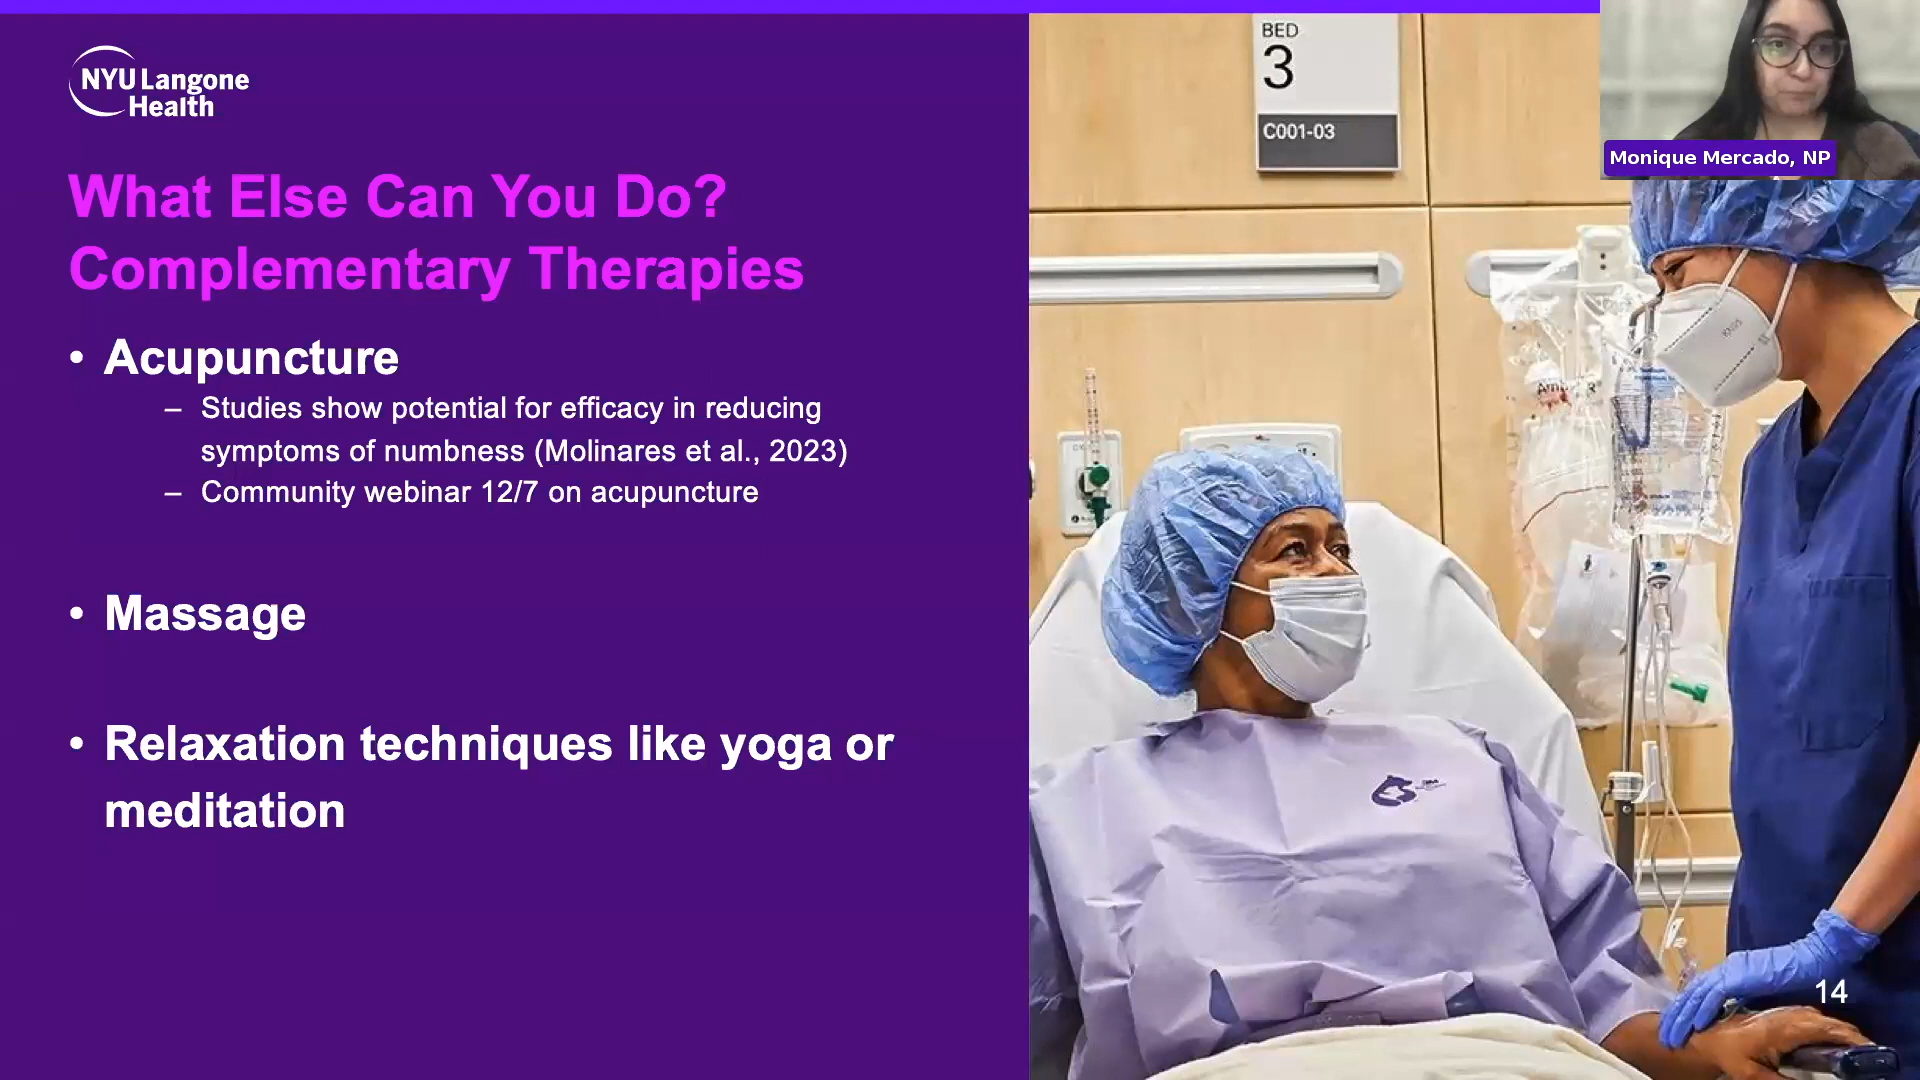 NYU Langone
Health
What Else Can You Do?
Complementary Therapies
• Acupuncture
– Studies show potential for efficacy in reducing
symptoms of numbness (Molinares et al., 2023)
– Community webinar 12/7 on acupuncture
• Massage
• Relaxation techniques like yoga or
meditation
BED
3
C001-03
Monique Mercado, NP
14